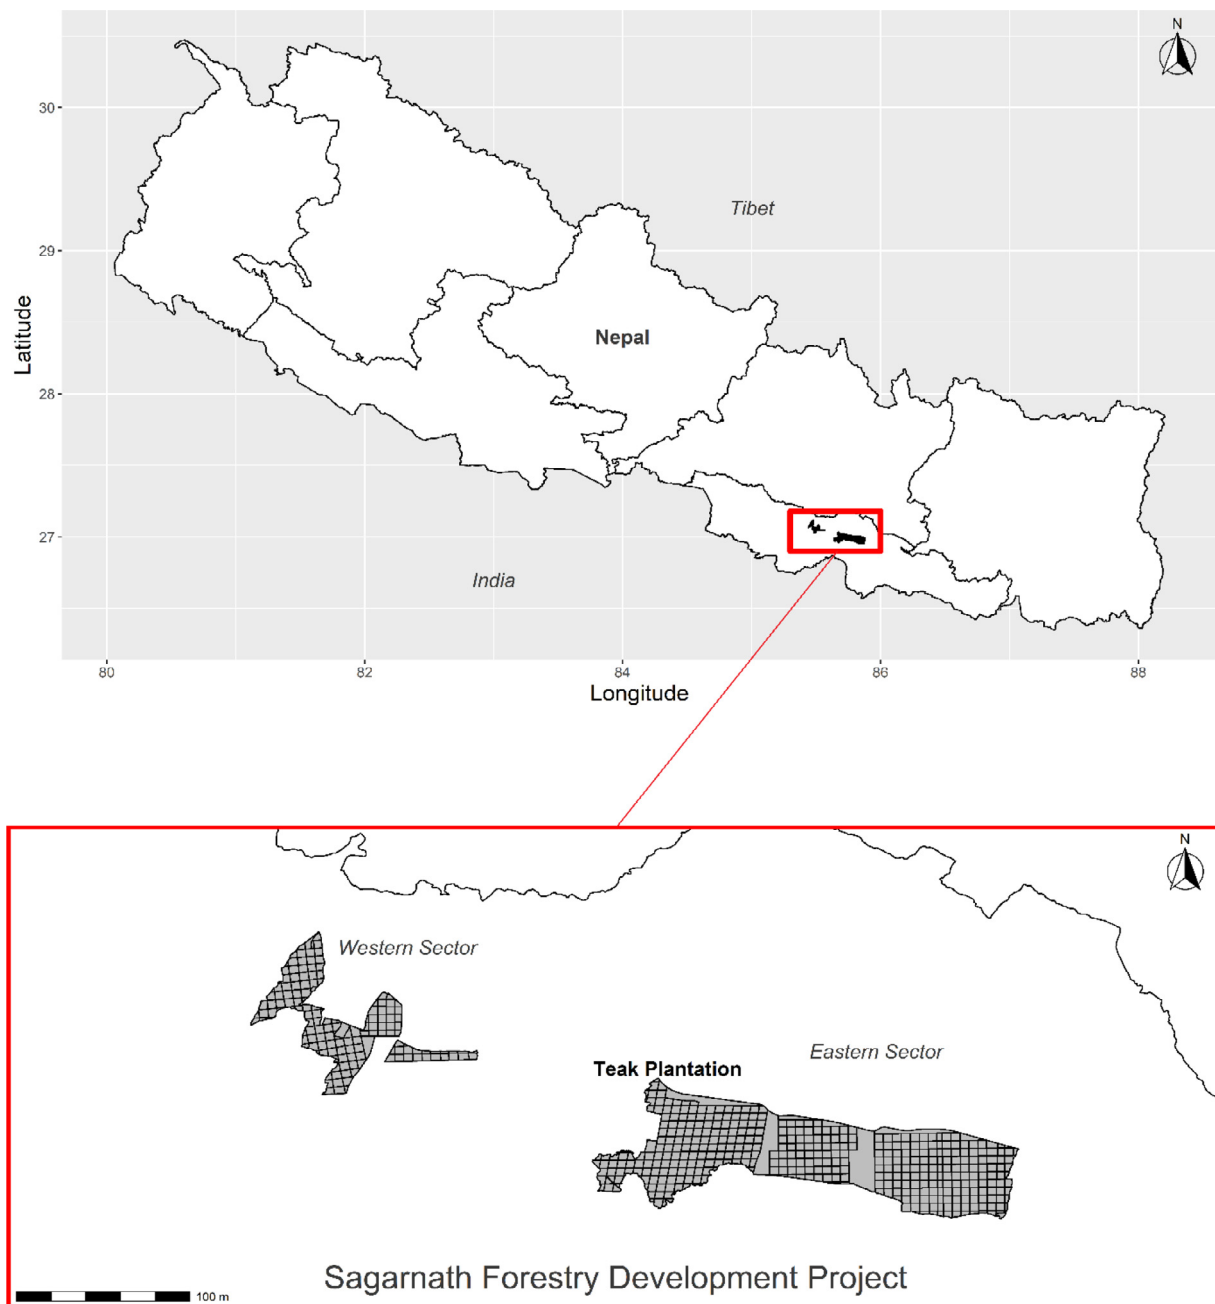 N
30
29
28
27
Latitude
Tibet
Nepal
India
80
82
84
86
88
Longitude
N
Western Sector
Eastern Sector
Teak Plantation
Sagarnath Forestry Development Project
100 m